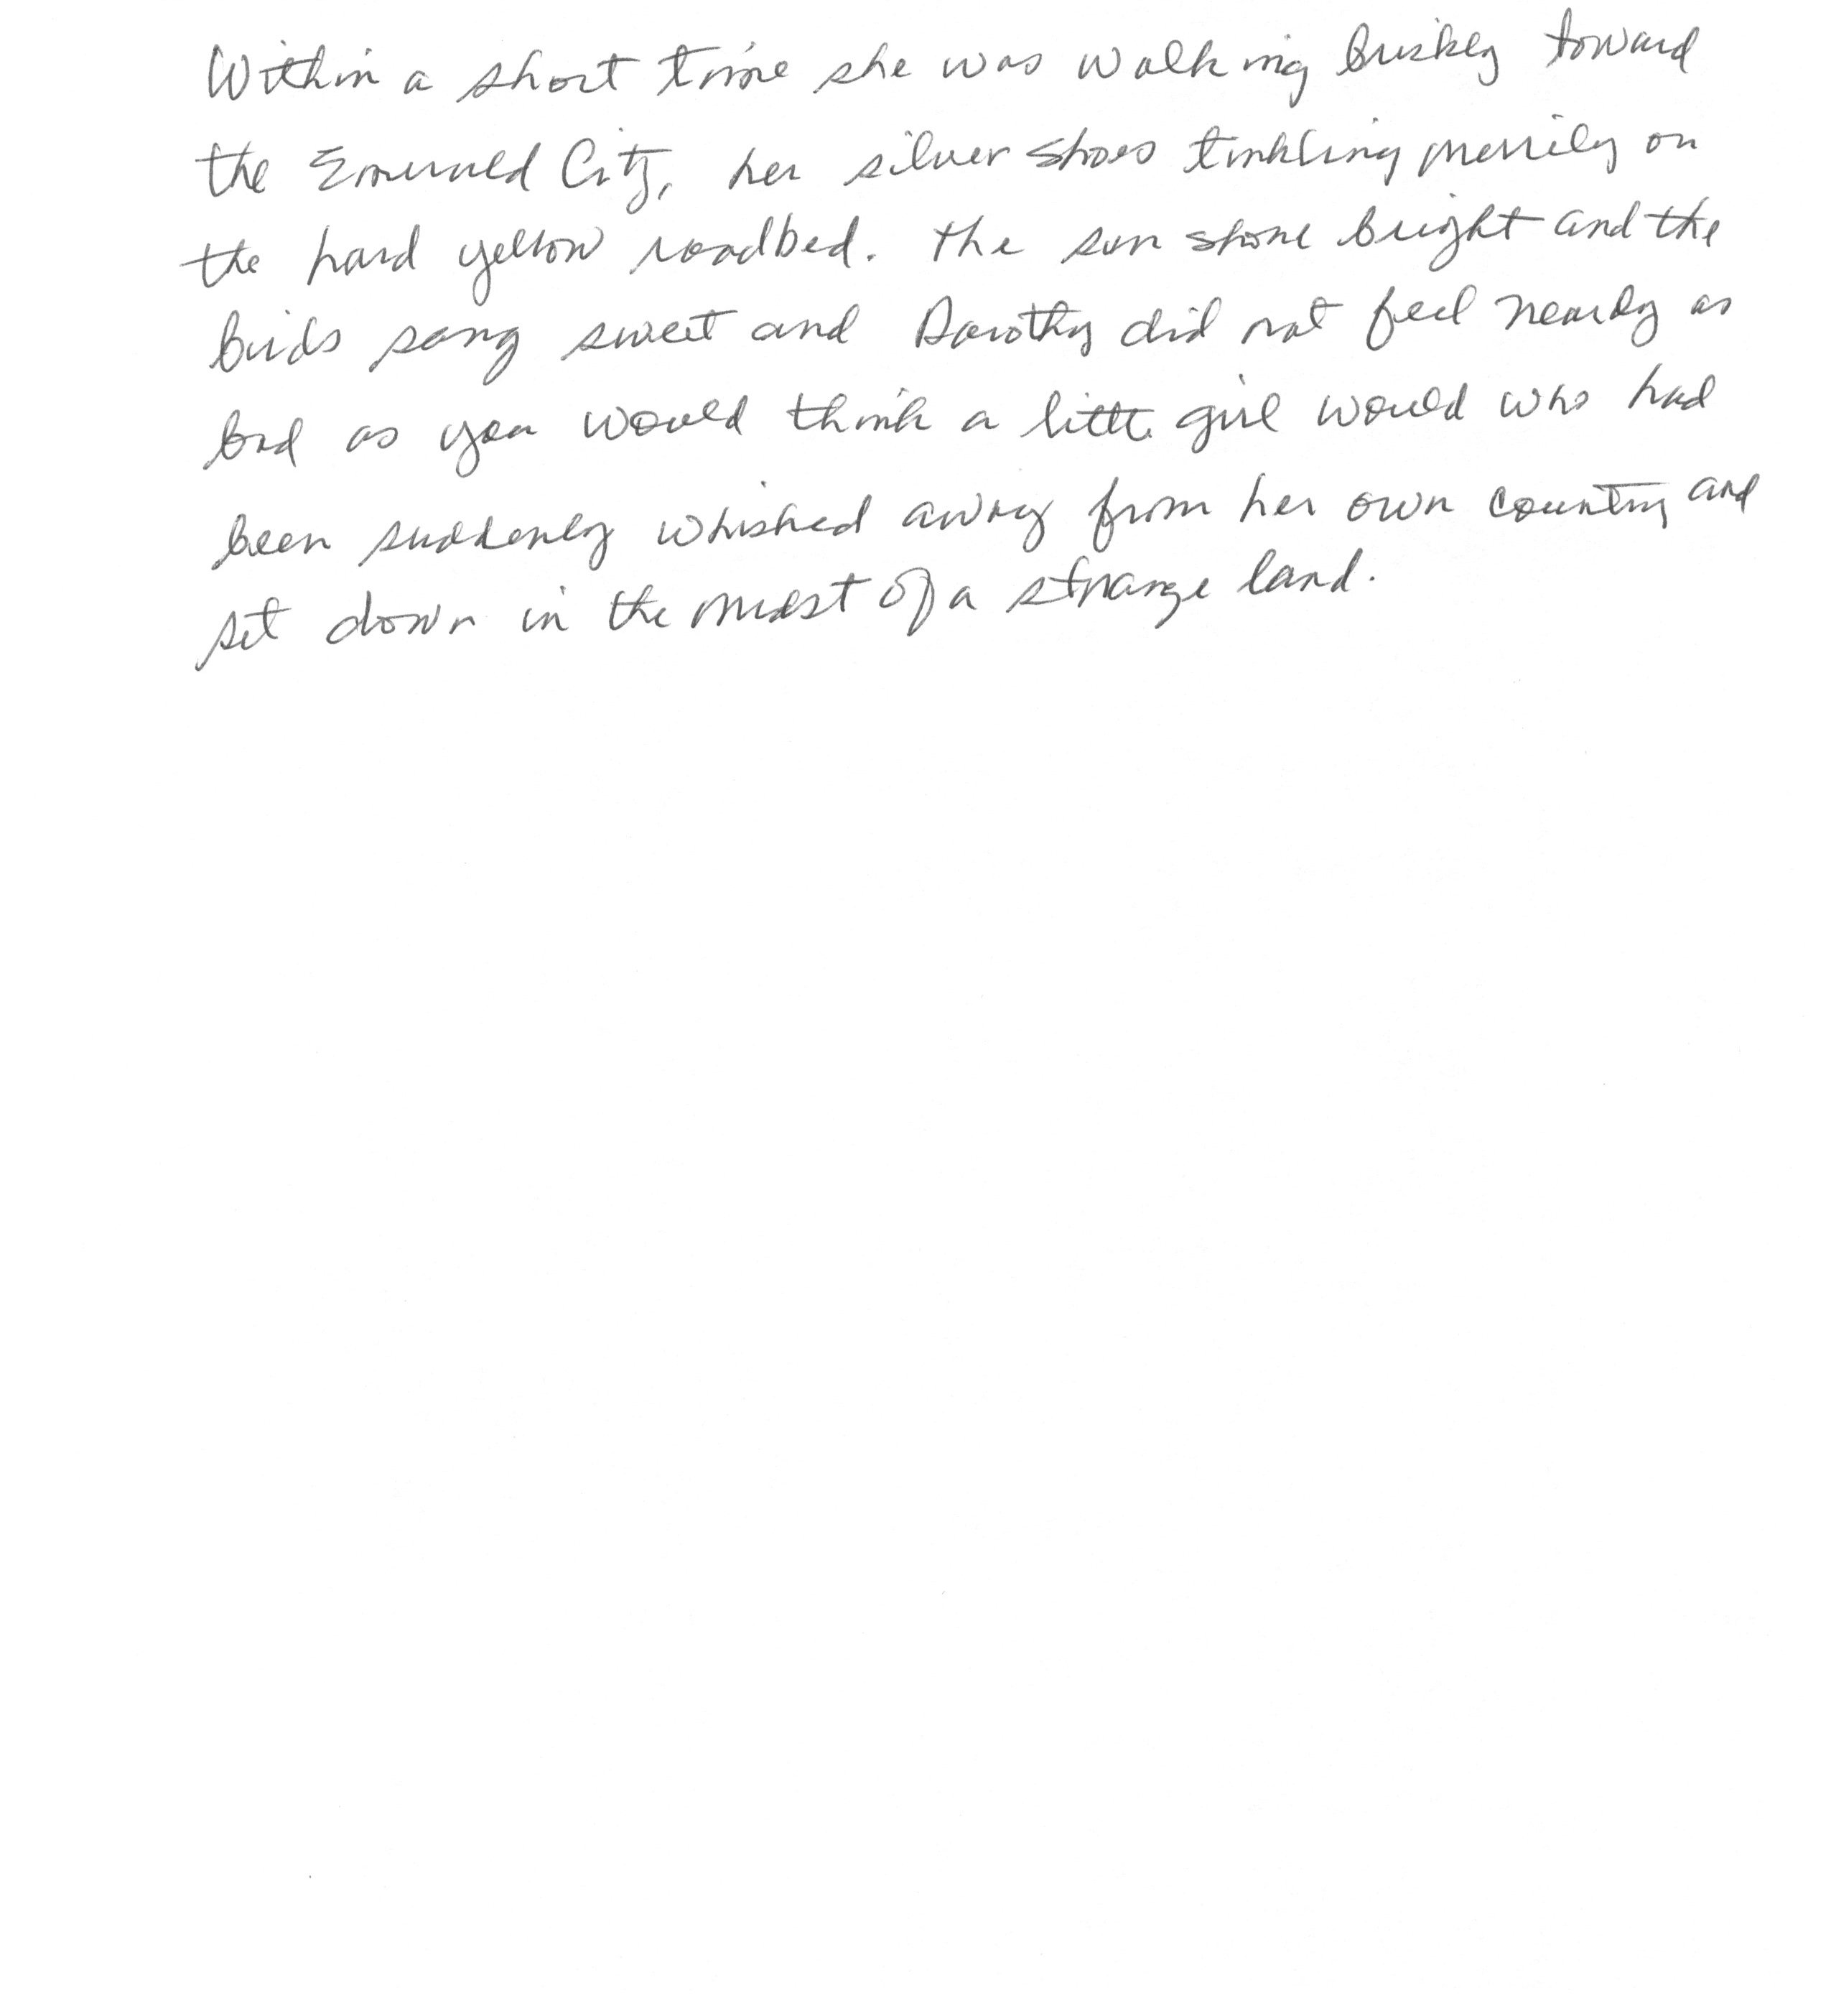 Within a short time she was walking briskly toward
the Emerald City, her silver shoes tinkling merrily on
the hard yellow roadbed. The sun shone bright and the
birds sang sweet and Dorothy did not feel nearly as
bad as you would think a little girl would who had
been suddenly whished away from her own country and
set down in the midst of a strange land.